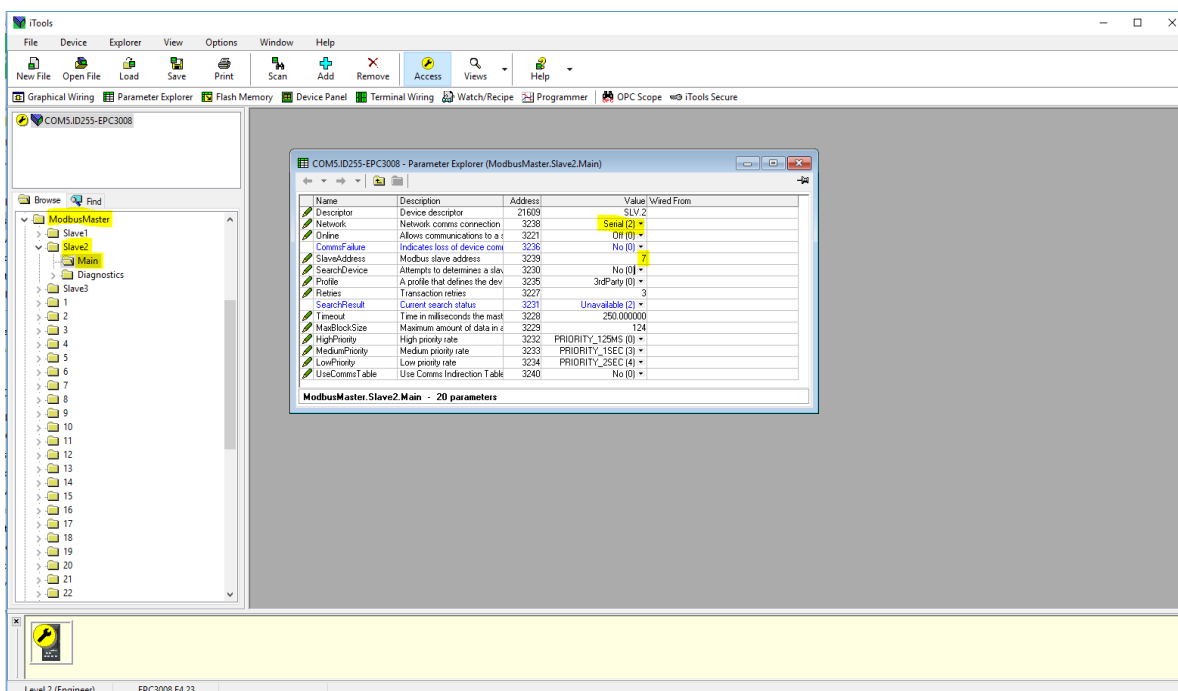 iTools
File Device Explorer View Options Window Help
New File Open File Load Save Print Scan Add Remove Access Views Help
Graphical Wiring Parameter Explorer Flash Memory Device Panel Terminal Wiring Watch/Recipe Programmer OPC Scope iTools Secure
COM5.ID255-EPC3008
Browse Find
ModbusMaster
Slave1
Slave2
Main
Diagnostics
Slave3
1
2
3
4
5
6
7
8
9
10
11
12
13
14
15
16
17
18
19
20
21
22
COM5.ID255-EPC3008 - Parameter Explorer (ModbusMaster.Slave2.Main)
Name Description Address Value Wired From
Descriptor Device descriptor 21609 SLV.2
Network Network comms connection 3238 Serial (2)
Online Allows communications to a s 3221 Off (0)
CommsFailure Indicates loss of device com 3236 No (0)
SlaveAddress Modbus slave address 3239 7
SearchDevice Attempts to determines a slav 3230 No (0)
Profile A profile that defines the dev 3235 3rdParty (0)
Retries Transaction retries 3227 3
SearchResult Current search status 3231 Unavailable (2)
Timeout Time in milliseconds the mast 3228 250.000000
MaxBlockSize Maximum amount of data in a 3229 124
HighPriority High priority rate 3232 PRIORITY_125MS (0)
MediumPriority Medium priority rate 3233 PRIORITY_1SEC (3)
LowPriority Low priority rate 3234 PRIORITY_2SEC (4)
UseCommsTable Use Comms Indirection Table 3240 No (0)
ModbusMaster.Slave2.Main - 20 parameters
Level 2 (Engineer) EPC3008 E4.23